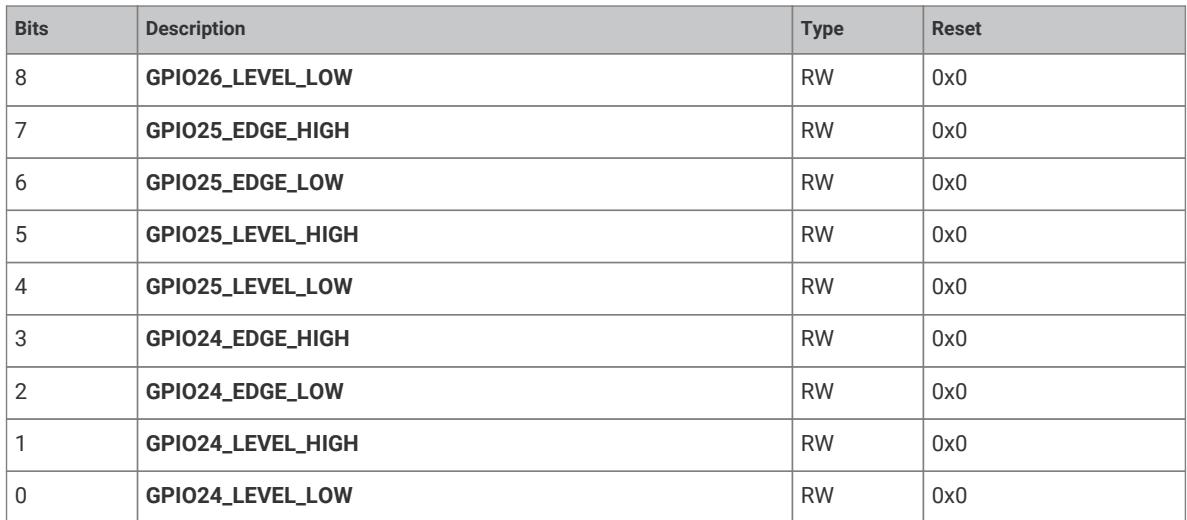 Bits Description Type Reset
8 GPIO26_LEVEL_LOW RW 0x0
7 GPIO25_EDGE_HIGH RW 0x0
6 GPIO25_EDGE_LOW RW 0x0
5 GPIO25_LEVEL_HIGH RW 0x0
4 GPIO25_LEVEL_LOW RW 0x0
3 GPIO24_EDGE_HIGH RW 0x0
2 GPIO24_EDGE_LOW RW 0x0
1 GPIO24_LEVEL_HIGH RW 0x0
0 GPIO24_LEVEL_LOW RW 0x0